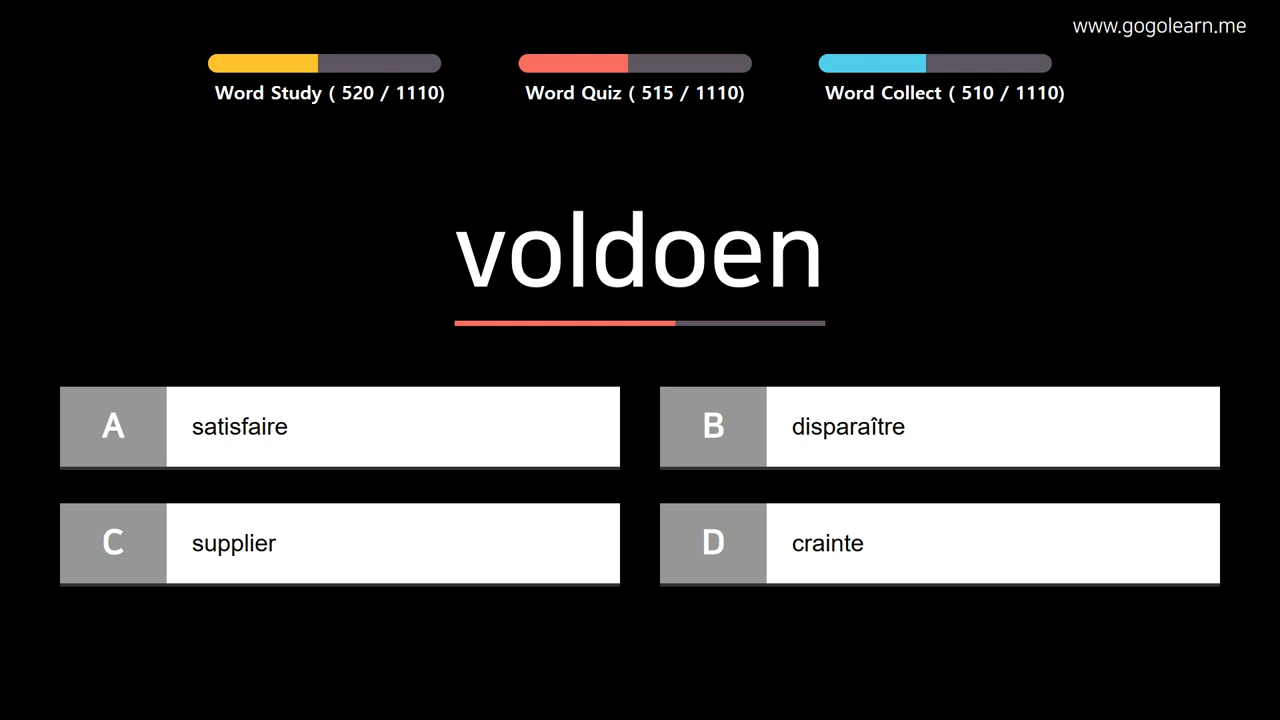 www.gogolearn.me
Word Study ( 520 / 1110)
Word Quiz ( 515 / 1110)
Word Collect ( 510 / 1110)
voldoen
A satisfaire
B disparaître
C supplier
D crainte